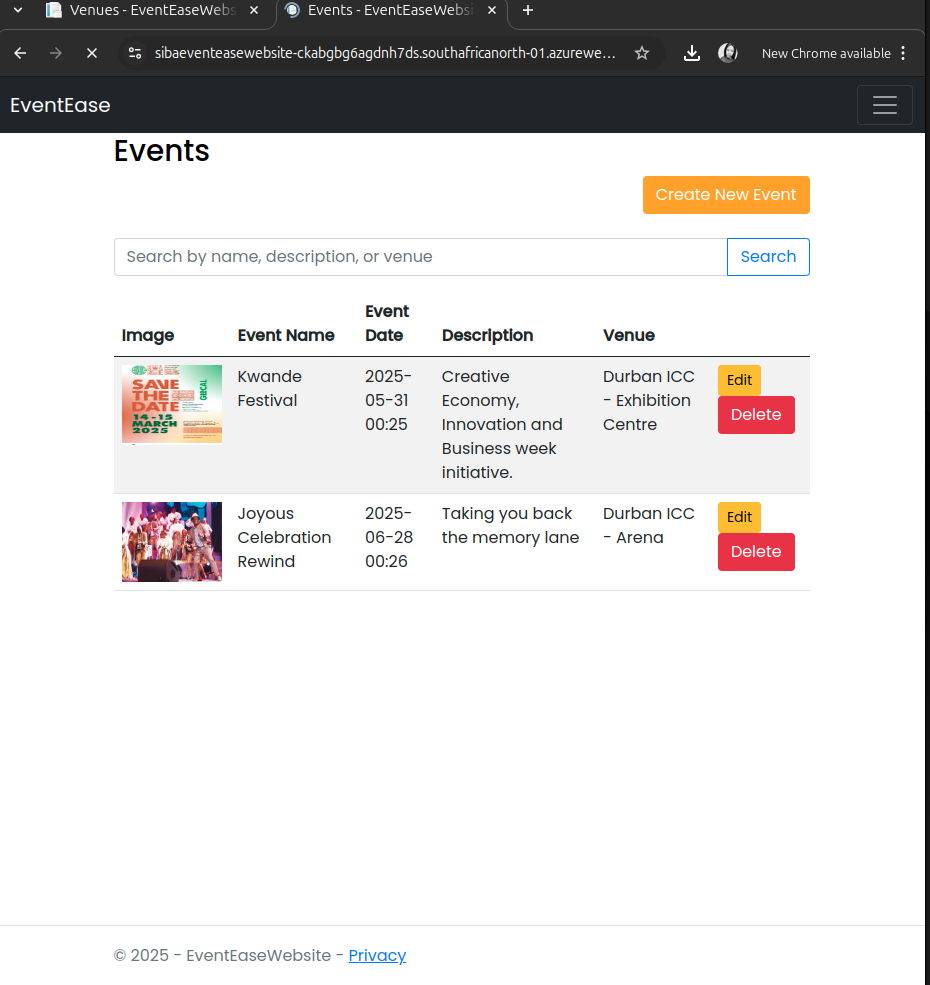 Venues - EventEaseWebs
Events - EventEaseWebsi
sibaeventeasewebsite-ckabgbg6agdnh7ds.southafricanorth-01.azurewe...
New Chrome available
EventEase
Events
Create New Event
Search by name, description, or venue
Search
Image
Event Name
Event
Date
Description
Venue
SAVE
THE
DATE
14-15
MARCH
2025
GLOCAL
Kwande
Festival
2025-
05-31
00:25
Creative
Economy,
Innovation and
Business week
initiative.
Durban ICC
- Exhibition
Centre
Edit
Delete
Joyous
Celebration
Rewind
2025-
06-28
00:26
Taking you back
the memory lane
Durban ICC
- Arena
Edit
Delete
© 2025 - EventEaseWebsite - Privacy